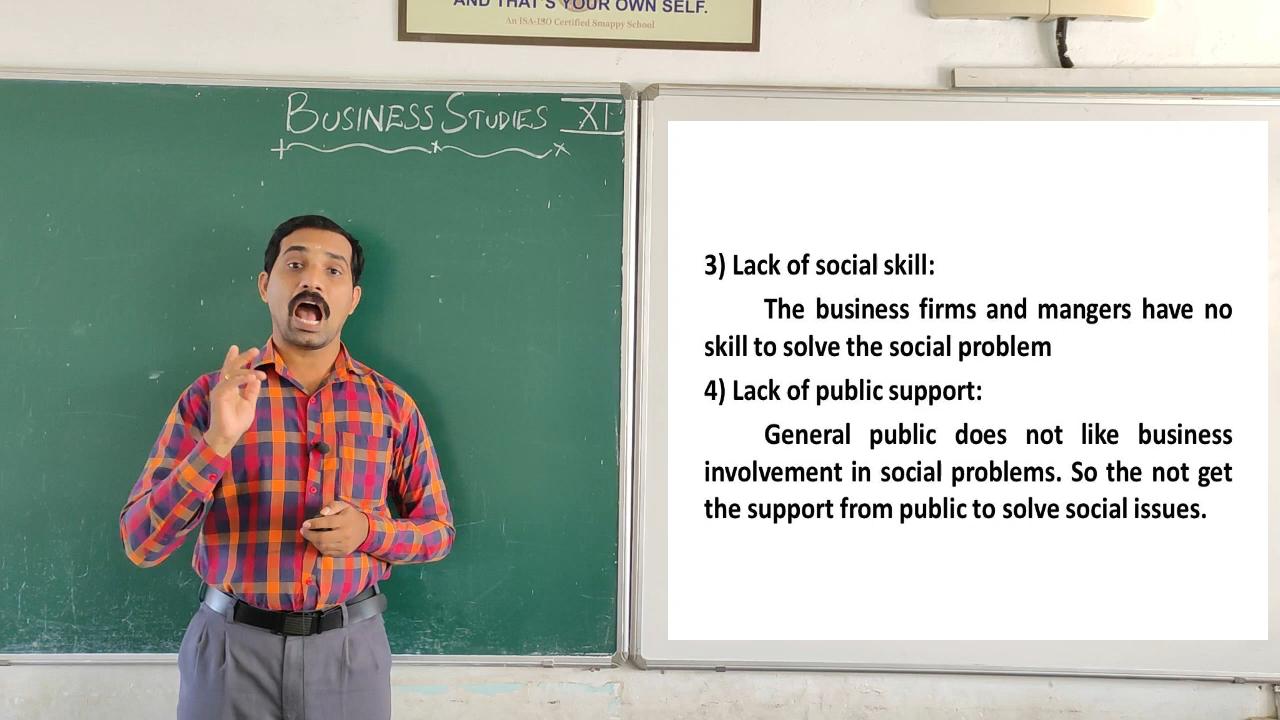 AND THAT'S YOUR OWN SELF.
An ISA-ISO Certified Smappy School
BUSINESS STUDIES XI
3) Lack of social skill:
The business firms and mangers have no
skill to solve the social problem
4) Lack of public support:
General public does not like business
involvement in social problems. So the not get
the support from public to solve social issues.